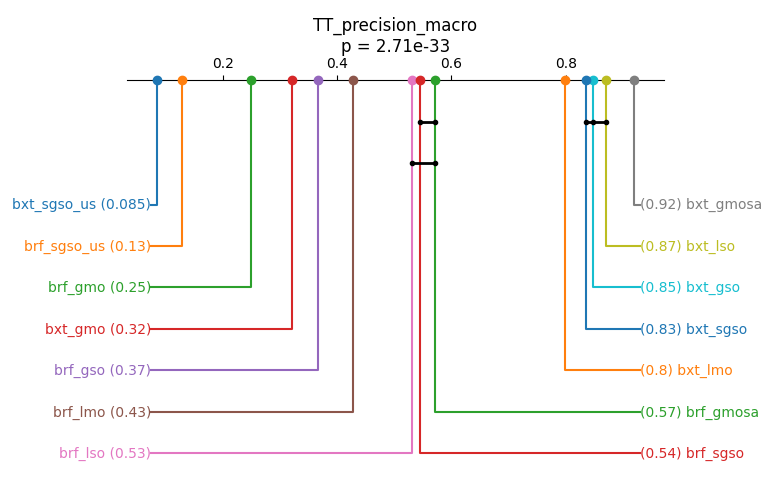 TT_precision_macro
p = 2.71e-33
0.2 0.4 0.6 0.8
bxt_sgso_us (0.085) (0.92) bxt_gmosa
brf_sgso_us (0.13) (0.87) bxt_lso
brf_gmo (0.25) (0.85) bxt_gso
bxt_gmo (0.32) (0.83) bxt_sgso
brf_gso (0.37) (0.8) bxt_lmo
brf_lmo (0.43) (0.57) brf_gmosa
brf_lso (0.53) (0.54) brf_sgso